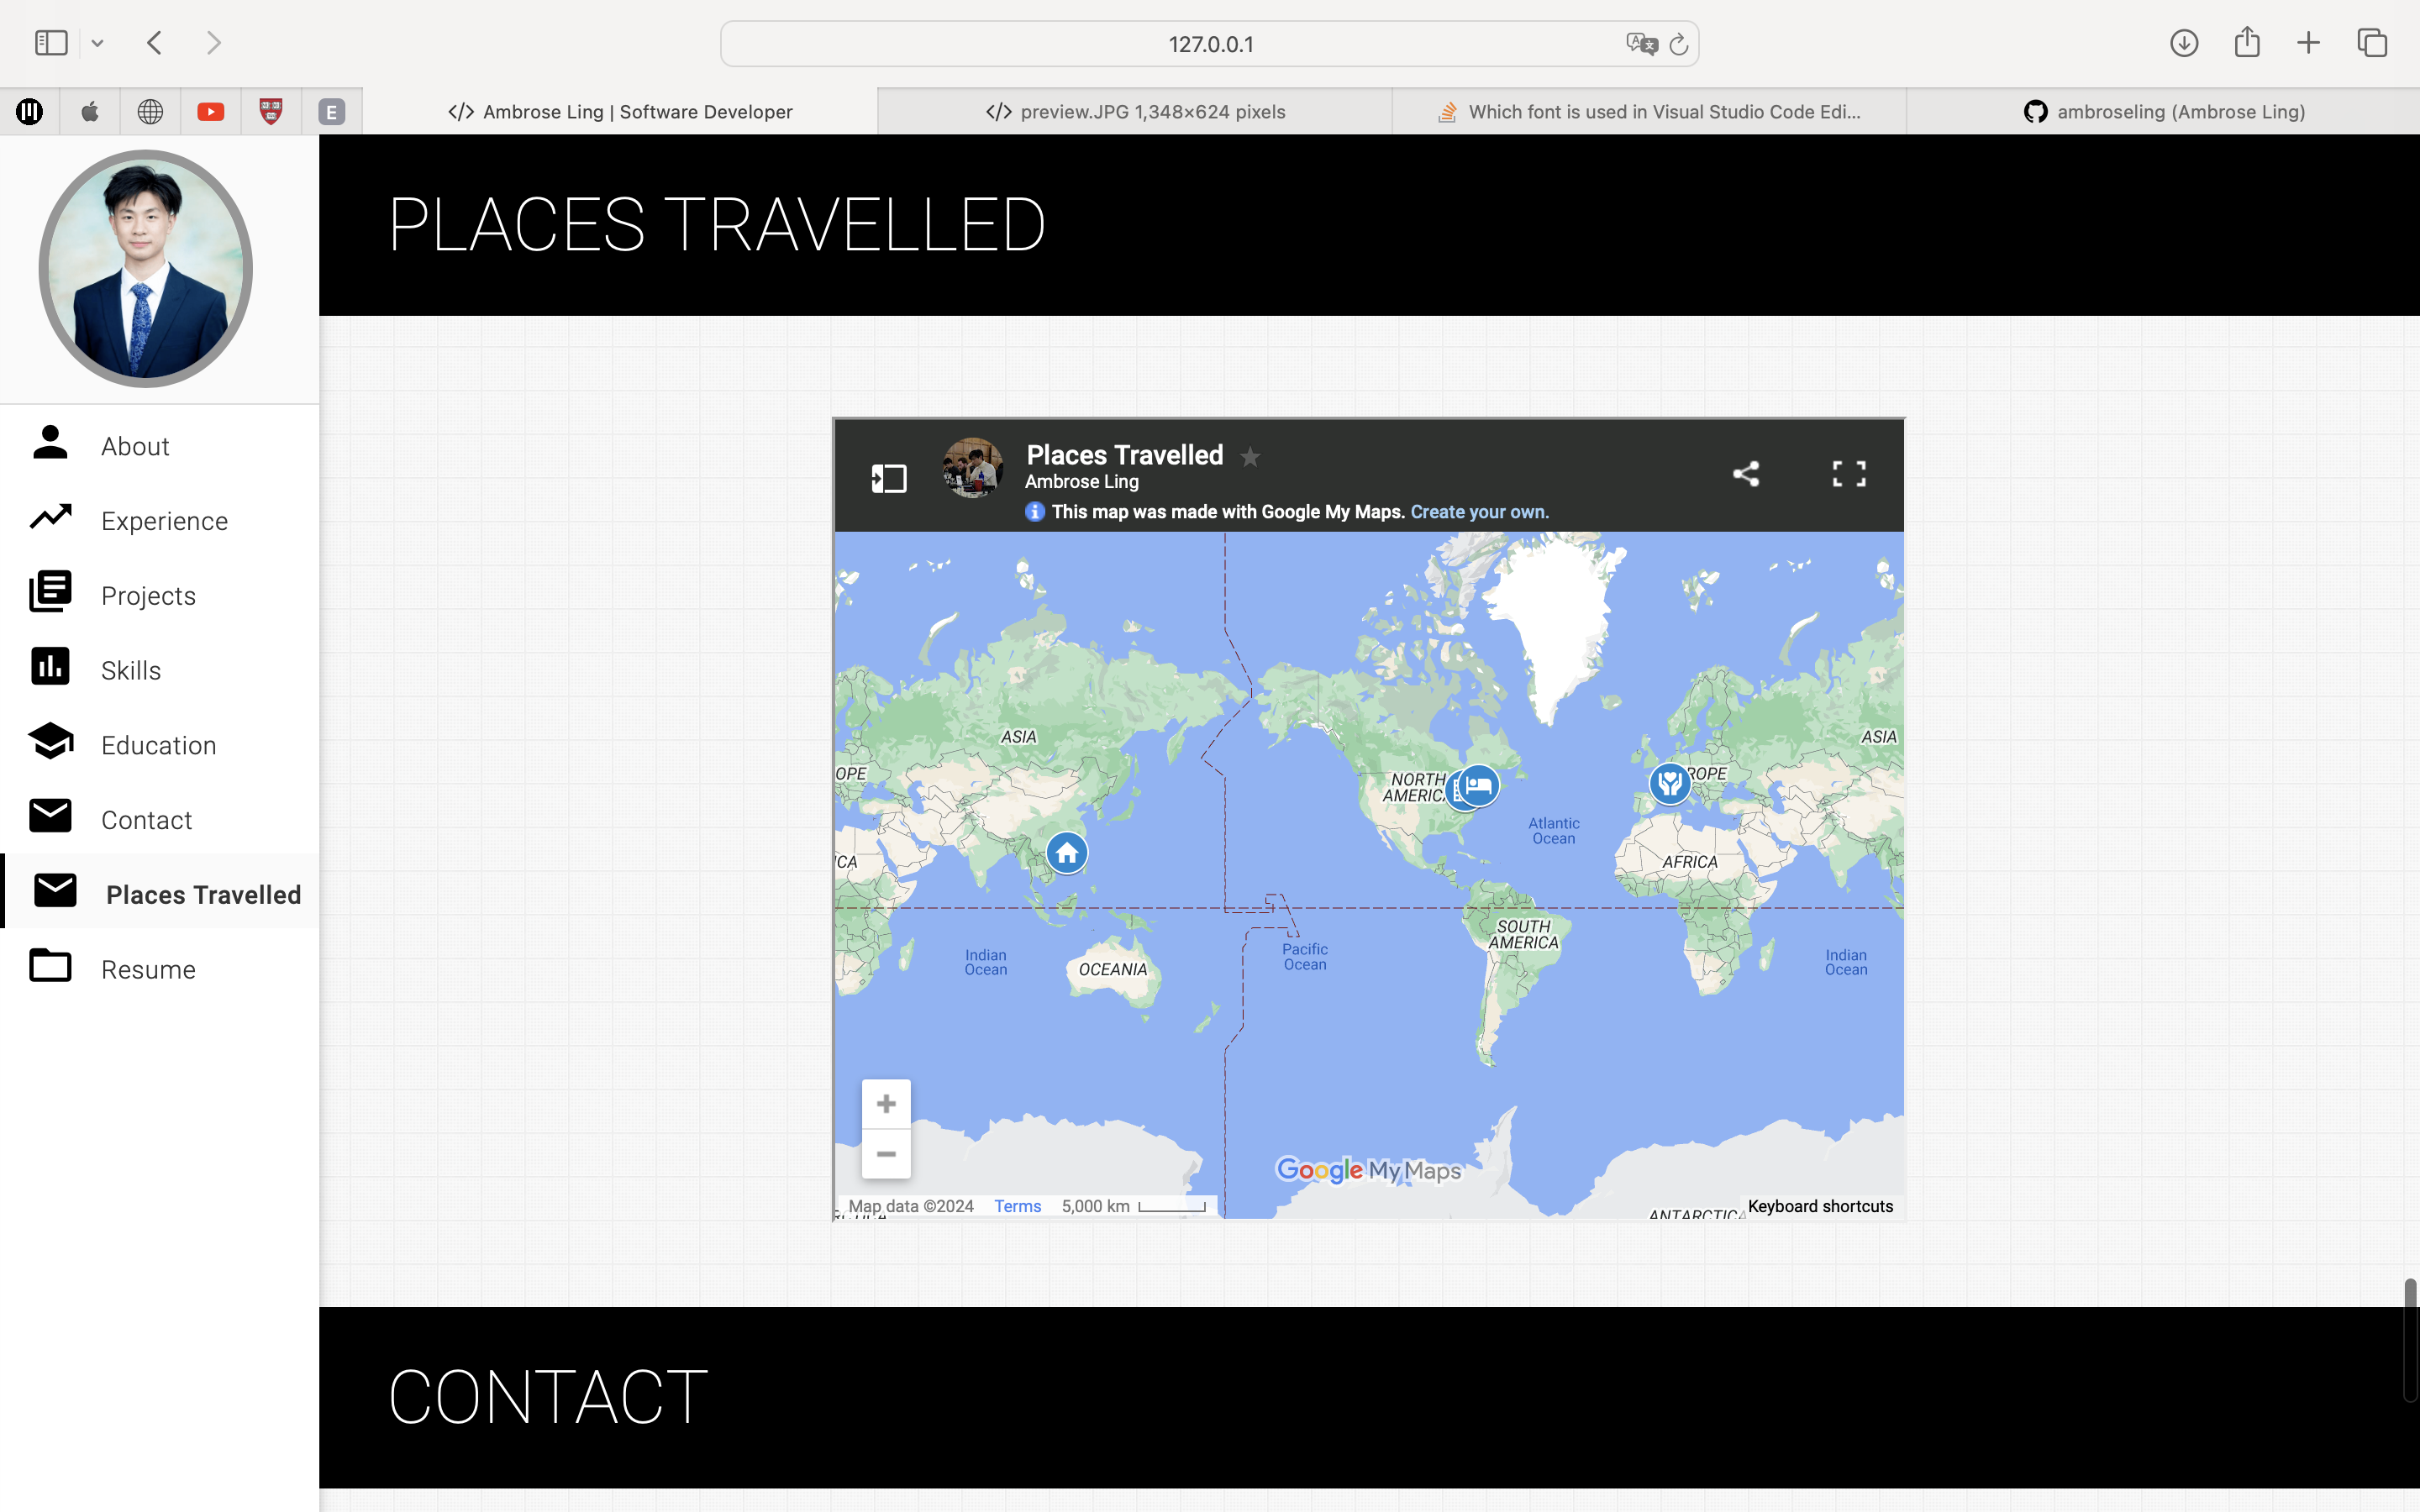 127.0.0.1
Ambrose Ling | Software Developer
preview.JPG 1,348×624 pixels
Which font is used in Visual Studio Code Edi...
ambroseling (Ambrose Ling)
E
PLACES TRAVELLED
About
Experience
Projects
Skills
Education
Contact
Places Travelled
Resume
Places Travelled
Ambrose Ling
This map was made with Google My Maps. Create your own.
ASIA
ASIA
OPE
NORTH
AMERICA
ROPE
Atlantic
Ocean
ICA
AFRICA
SOUTH
AMERICA
Indian
Ocean
OCEANIA
Pacific
Ocean
Indian
Ocean
Google My Maps
Map data ©2024
Terms
5,000 km
ANTARCTICA
Keyboard shortcuts
CONTACT